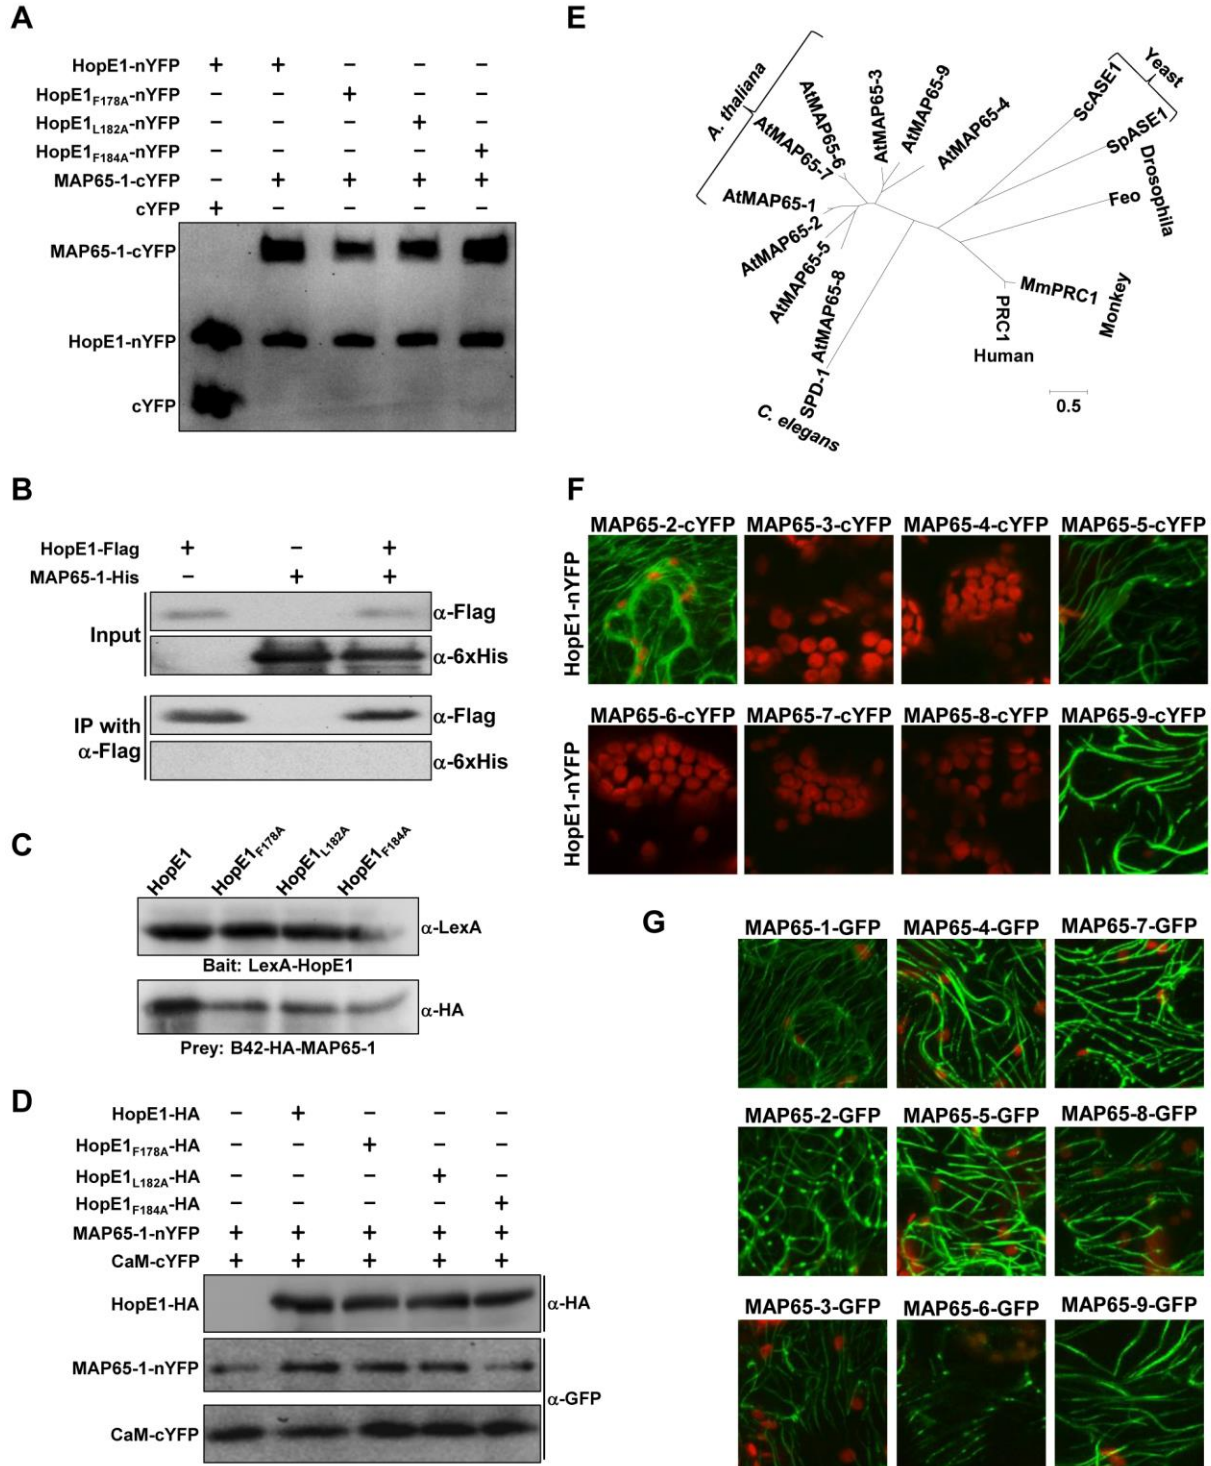 A
HopE1-nYFP + + − − −
HopE1F178A-nYFP − − + − −
HopE1L182A-nYFP − − − + −
HopE1F184A-nYFP − − − − +
MAP65-1-cYFP − + + + +
cYFP + − − − −
MAP65-1-cYFP
HopE1-nYFP
cYFP
B
HopE1-Flag + − +
MAP65-1-His − + +
Input
α-Flag
α-6xHis
IP with
α-Flag
α-Flag
α-6xHis
C
HopE1 HopE1F178A HopE1L182A HopE1F184A
α-LexA
Bait: LexA-HopE1
α-HA
Prey: B42-HA-MAP65-1
D
HopE1-HA − + − − −
HopE1F178A-HA − − + − −
HopE1L182A-HA − − − + −
HopE1F184A-HA − − − − +
MAP65-1-nYFP + + + + +
CaM-cYFP + + + + +
HopE1-HA
α-HA
MAP65-1-nYFP
α-GFP
CaM-cYFP
E
A. thaliana
AtMAP65-6
AtMAP65-7
AtMAP65-3
AtMAP65-9
AtMAP65-4
AtMAP65-1
AtMAP65-2
AtMAP65-5
AtMAP65-8
SPD-1
C. elegans
ScASE1
SpASE1
Yeast
Feo
Drosophila
MmPRC1
Monkey
PRC1
Human
0.5
F
MAP65-2-cYFP MAP65-3-cYFP MAP65-4-cYFP MAP65-5-cYFP
HopE1-nYFP
MAP65-6-cYFP MAP65-7-cYFP MAP65-8-cYFP MAP65-9-cYFP
HopE1-nYFP
G
MAP65-1-GFP MAP65-4-GFP MAP65-7-GFP
MAP65-2-GFP MAP65-5-GFP MAP65-8-GFP
MAP65-3-GFP MAP65-6-GFP MAP65-9-GFP